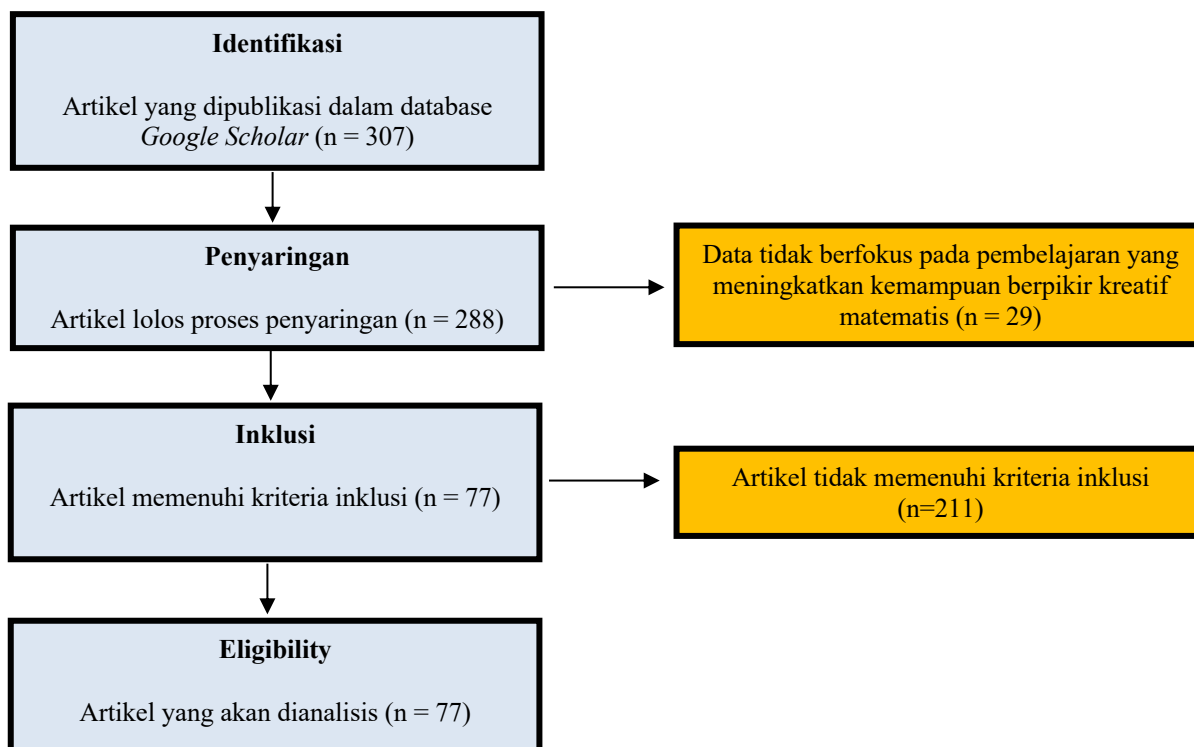 Identifikasi
Artikel yang dipublikasi dalam database
Google Scholar (n = 307)
Penyaringan
Artikel lolos proses penyaringan (n = 288)
Data tidak berfokus pada pembelajaran yang
meningkatkan kemampuan berpikir kreatif
matematis (n = 29)
Inklusi
Artikel memenuhi kriteria inklusi (n = 77)
Artikel tidak memenuhi kriteria inklusi
(n=211)
Eligibility
Artikel yang akan dianalisis (n = 77)